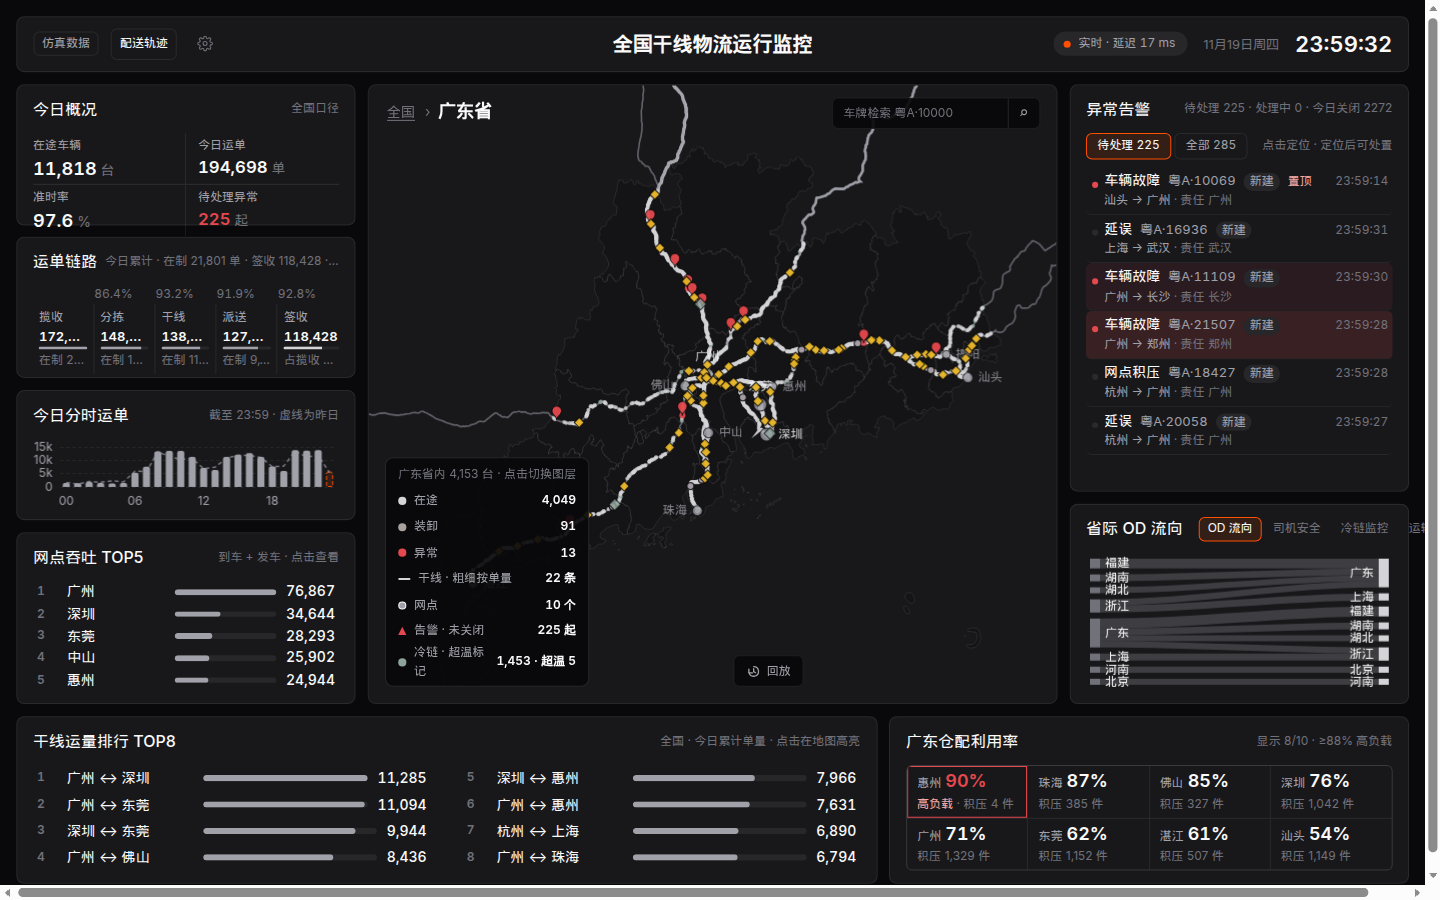 仿真数据 配送轨迹
全国干线物流运行监控
实时 · 延迟 17 ms 11月19日周四 23:59:32
今日概况 全国口径
在途车辆 今日运单
11,818 台 194,698 单
准时率 待处理异常
97.6 % 225 起
运单链路 今日累计 · 在制 21,801 单 · 签收 118,428 ·...
86.4% 93.2% 91.9% 92.8%
揽收 分拣 干线 派送 签收
172,... 148,... 138,... 127,... 118,428
在制 2... 在制 1... 在制 11... 在制 9,... 占揽收 ...
今日分时运单 截至 23:59 · 虚线为昨日
15k
10k
5k
0
00 06 12 18
网点吞吐 TOP5 到车 + 发车 · 点击查看
1 广州 76,867
2 深圳 34,644
3 东莞 28,293
4 中山 25,902
5 惠州 24,944
全国 › 广东省
车牌检索 粤A·10000
佛山
惠州
汕头
中山
深圳
珠海
广东省内 4,153 台 · 点击切换图层
在途 4,049
装卸 91
异常 13
干线 · 粗细按单量 22 条
网点 10 个
告警 · 未关闭 225 起
冷链 · 超温标记 1,453 · 超温 5
回放
异常告警 待处理 225 · 处理中 0 · 今日关闭 2272
待处理 225 全部 285 点击定位 · 定位后可处置
车辆故障 粤A·10069 新建 置顶 23:59:14
汕头 → 广州 · 责任 广州
延误 粤A·16936 新建 23:59:31
上海 → 武汉 · 责任 武汉
车辆故障 粤A·11109 新建 23:59:30
广州 → 长沙 · 责任 长沙
车辆故障 粤A·21507 新建 23:59:28
广州 → 郑州 · 责任 郑州
网点积压 粤A·18427 新建 23:59:28
杭州 → 广州 · 责任 广州
延误 粤A·20058 新建 23:59:27
杭州 → 广州 · 责任 广州
省际 OD 流向 OD 流向 司机安全 冷链监控
福建
湖南
湖北
浙江
广东
上海
河南
北京
广东
上海
福建
湖南
湖北
浙江
北京
河南
干线运量排行 TOP8 全国 · 今日累计单量 · 点击在地图高亮
1 广州 ↔ 深圳 11,285
2 广州 ↔ 东莞 11,094
3 深圳 ↔ 东莞 9,944
4 广州 ↔ 佛山 8,436
5 深圳 ↔ 惠州 7,966
6 广州 ↔ 惠州 7,631
7 杭州 ↔ 上海 6,890
8 广州 ↔ 珠海 6,794
广东仓配利用率 显示 8/10 · ≥88% 高负载
惠州 90% 珠海 87% 佛山 85% 深圳 76%
高负载 · 积压 4 件 积压 385 件 积压 327 件 积压 1,042 件
广州 71% 东莞 62% 湛江 61% 汕头 54%
积压 1,329 件 积压 1,152 件 积压 507 件 积压 1,149 件